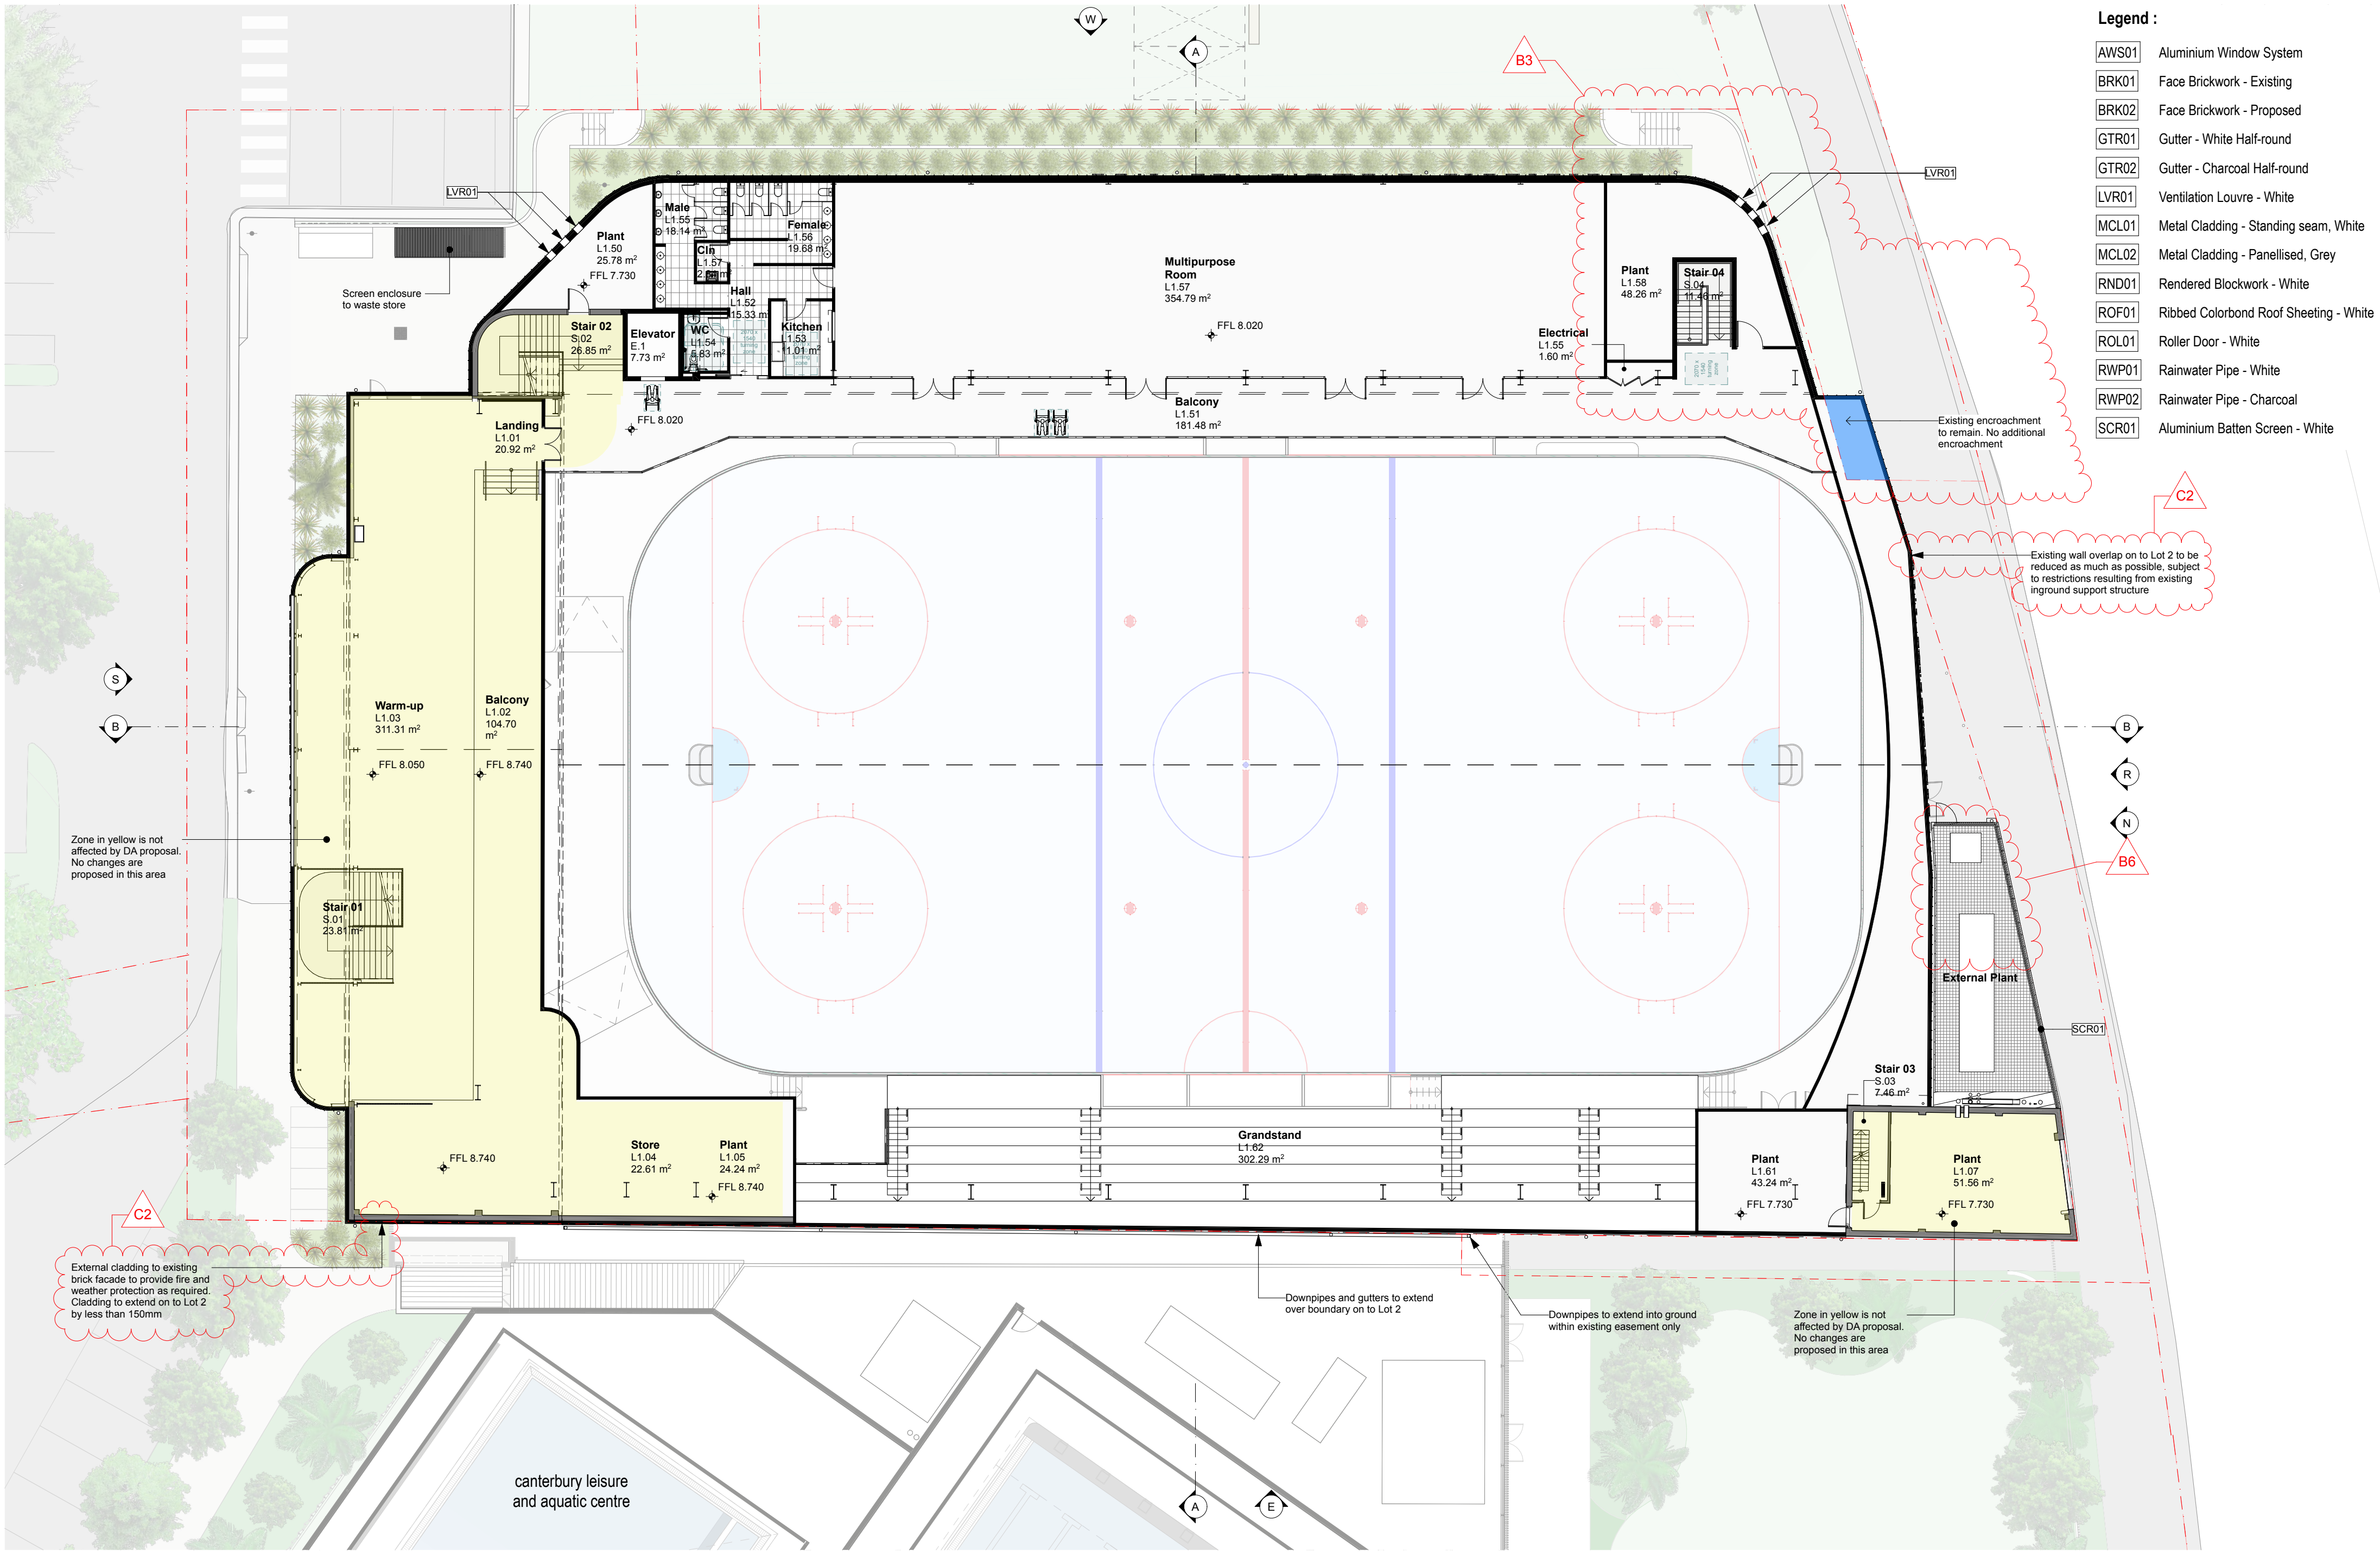 Legend :
AWS01 Aluminium Window System
BRK01 Face Brickwork - Existing
BRK02 Face Brickwork - Proposed
GTR01 Gutter - White Half-round
GTR02 Gutter - Charcoal Half-round
LVR01 Ventilation Louvre - White
MCL01 Metal Cladding - Standing seam, White
MCL02 Metal Cladding - Panellised, Grey
RND01 Rendered Blockwork - White
ROF01 Ribbed Colorbond Roof Sheeting - White
ROL01 Roller Door - White
RWP01 Rainwater Pipe - White
RWP02 Rainwater Pipe - Charcoal
SCR01 Aluminium Batten Screen - White
W
A
B3
LVR01
LVR01
Male
L1.55
18.14 m²
Female
L1.56
19.68 m²
Cln
L1.57
Plant
L1.50
25.78 m²
FFL 7.730
Screen enclosure
to waste store
Hall
L1.52
15.33 m
Multipurpose
Room
L1.57
354.79 m²
FFL 8.020
Plant
L1.58
48.26 m²
Stair 04
S.04
11.46 m²
Stair 02
S.02
26.85 m²
Elevator
E.1
7.73 m²
WC
L1.54
5.83 m²
2070 x
1540
turning
zone
Kitchen
L1.53
11.01 m²
turning
zone
Electrical
L1.55
1.60 m²
2070 x
1540
turning
zone
Balcony
L1.51
181.48 m²
FFL 8.020
Landing
L1.01
20.92 m²
Existing encroachment
to remain. No additional
encroachment
C2
Existing wall overlap on to Lot 2 to be
reduced as much as possible, subject
to restrictions resulting from existing
inground support structure
S
B
Warm-up
L1.03
311.31 m²
FFL 8.050
Balcony
L1.02
104.70
m²
FFL 8.740
B
R
N
B6
Zone in yellow is not
affected by DA proposal.
No changes are
proposed in this area
Stair 01
S.01
23.81 m²
External Plant
SCR01
Stair 03
S.03
7.46 m²
FFL 8.740
Store
L1.04
22.61 m²
Plant
L1.05
24.24 m²
FFL 8.740
Grandstand
L1.62
302.29 m²
Plant
L1.61
43.24 m²
FFL 7.730
Plant
L1.07
51.56 m²
FFL 7.730
C2
External cladding to existing
brick facade to provide fire and
weather protection as required.
Cladding to extend on to Lot 2
by less than 150mm
Downpipes and gutters to extend
over boundary on to Lot 2
Downpipes to extend into ground
within existing easement only
Zone in yellow is not
affected by DA proposal.
No changes are
proposed in this area
canterbury leisure
and aquatic centre
A
E